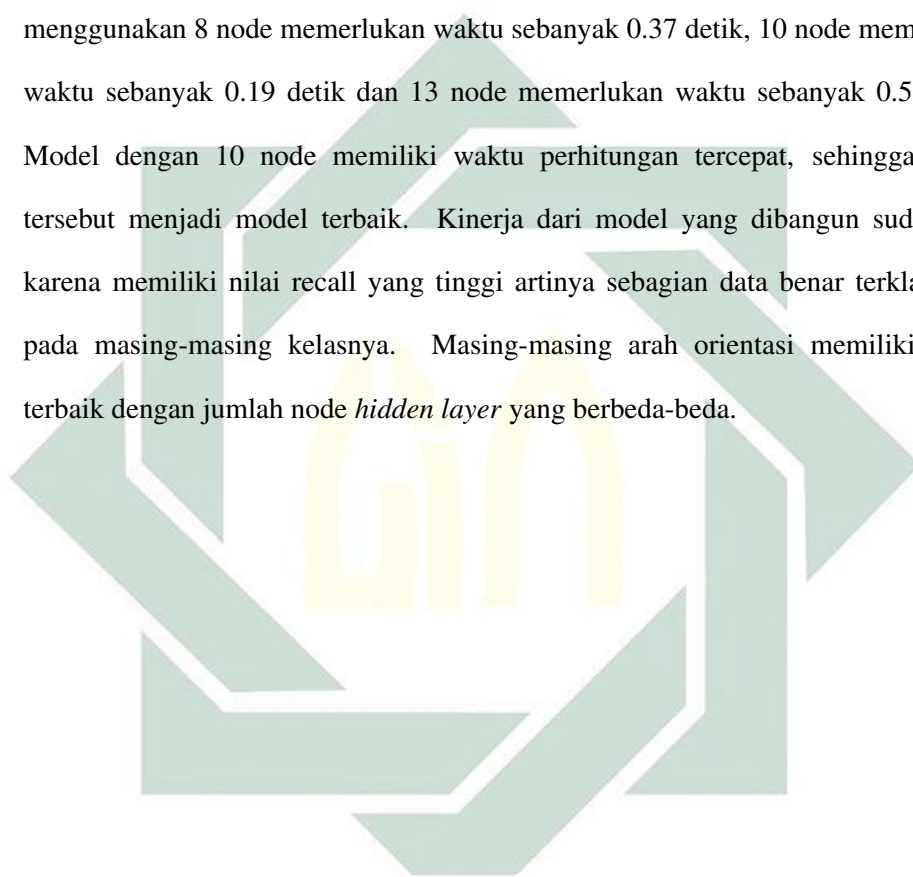 menggunakan 8 node memerlukan waktu sebanyak 0.37 detik, 10 node mem
waktu sebanyak 0.19 detik dan 13 node memerlukan waktu sebanyak 0.5
Model dengan 10 node memiliki waktu perhitungan tercepat, sehingga
tersebut menjadi model terbaik. Kinerja dari model yang dibangun sud
karena memiliki nilai recall yang tinggi artinya sebagian data benar terkla
pada masing-masing kelasnya. Masing-masing arah orientasi memiliki
terbaik dengan jumlah node hidden layer yang berbeda-beda.